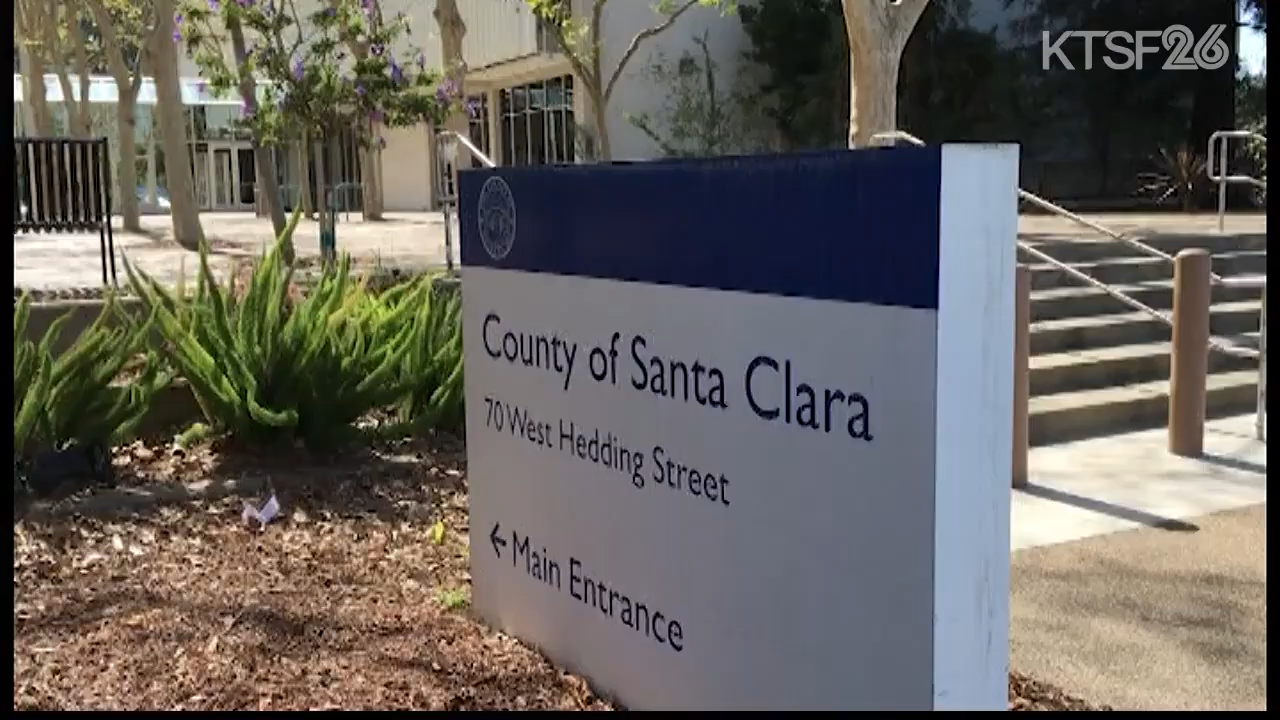 KTSF26
County of Santa Clara
70 West Hedding Street
← Main Entrance